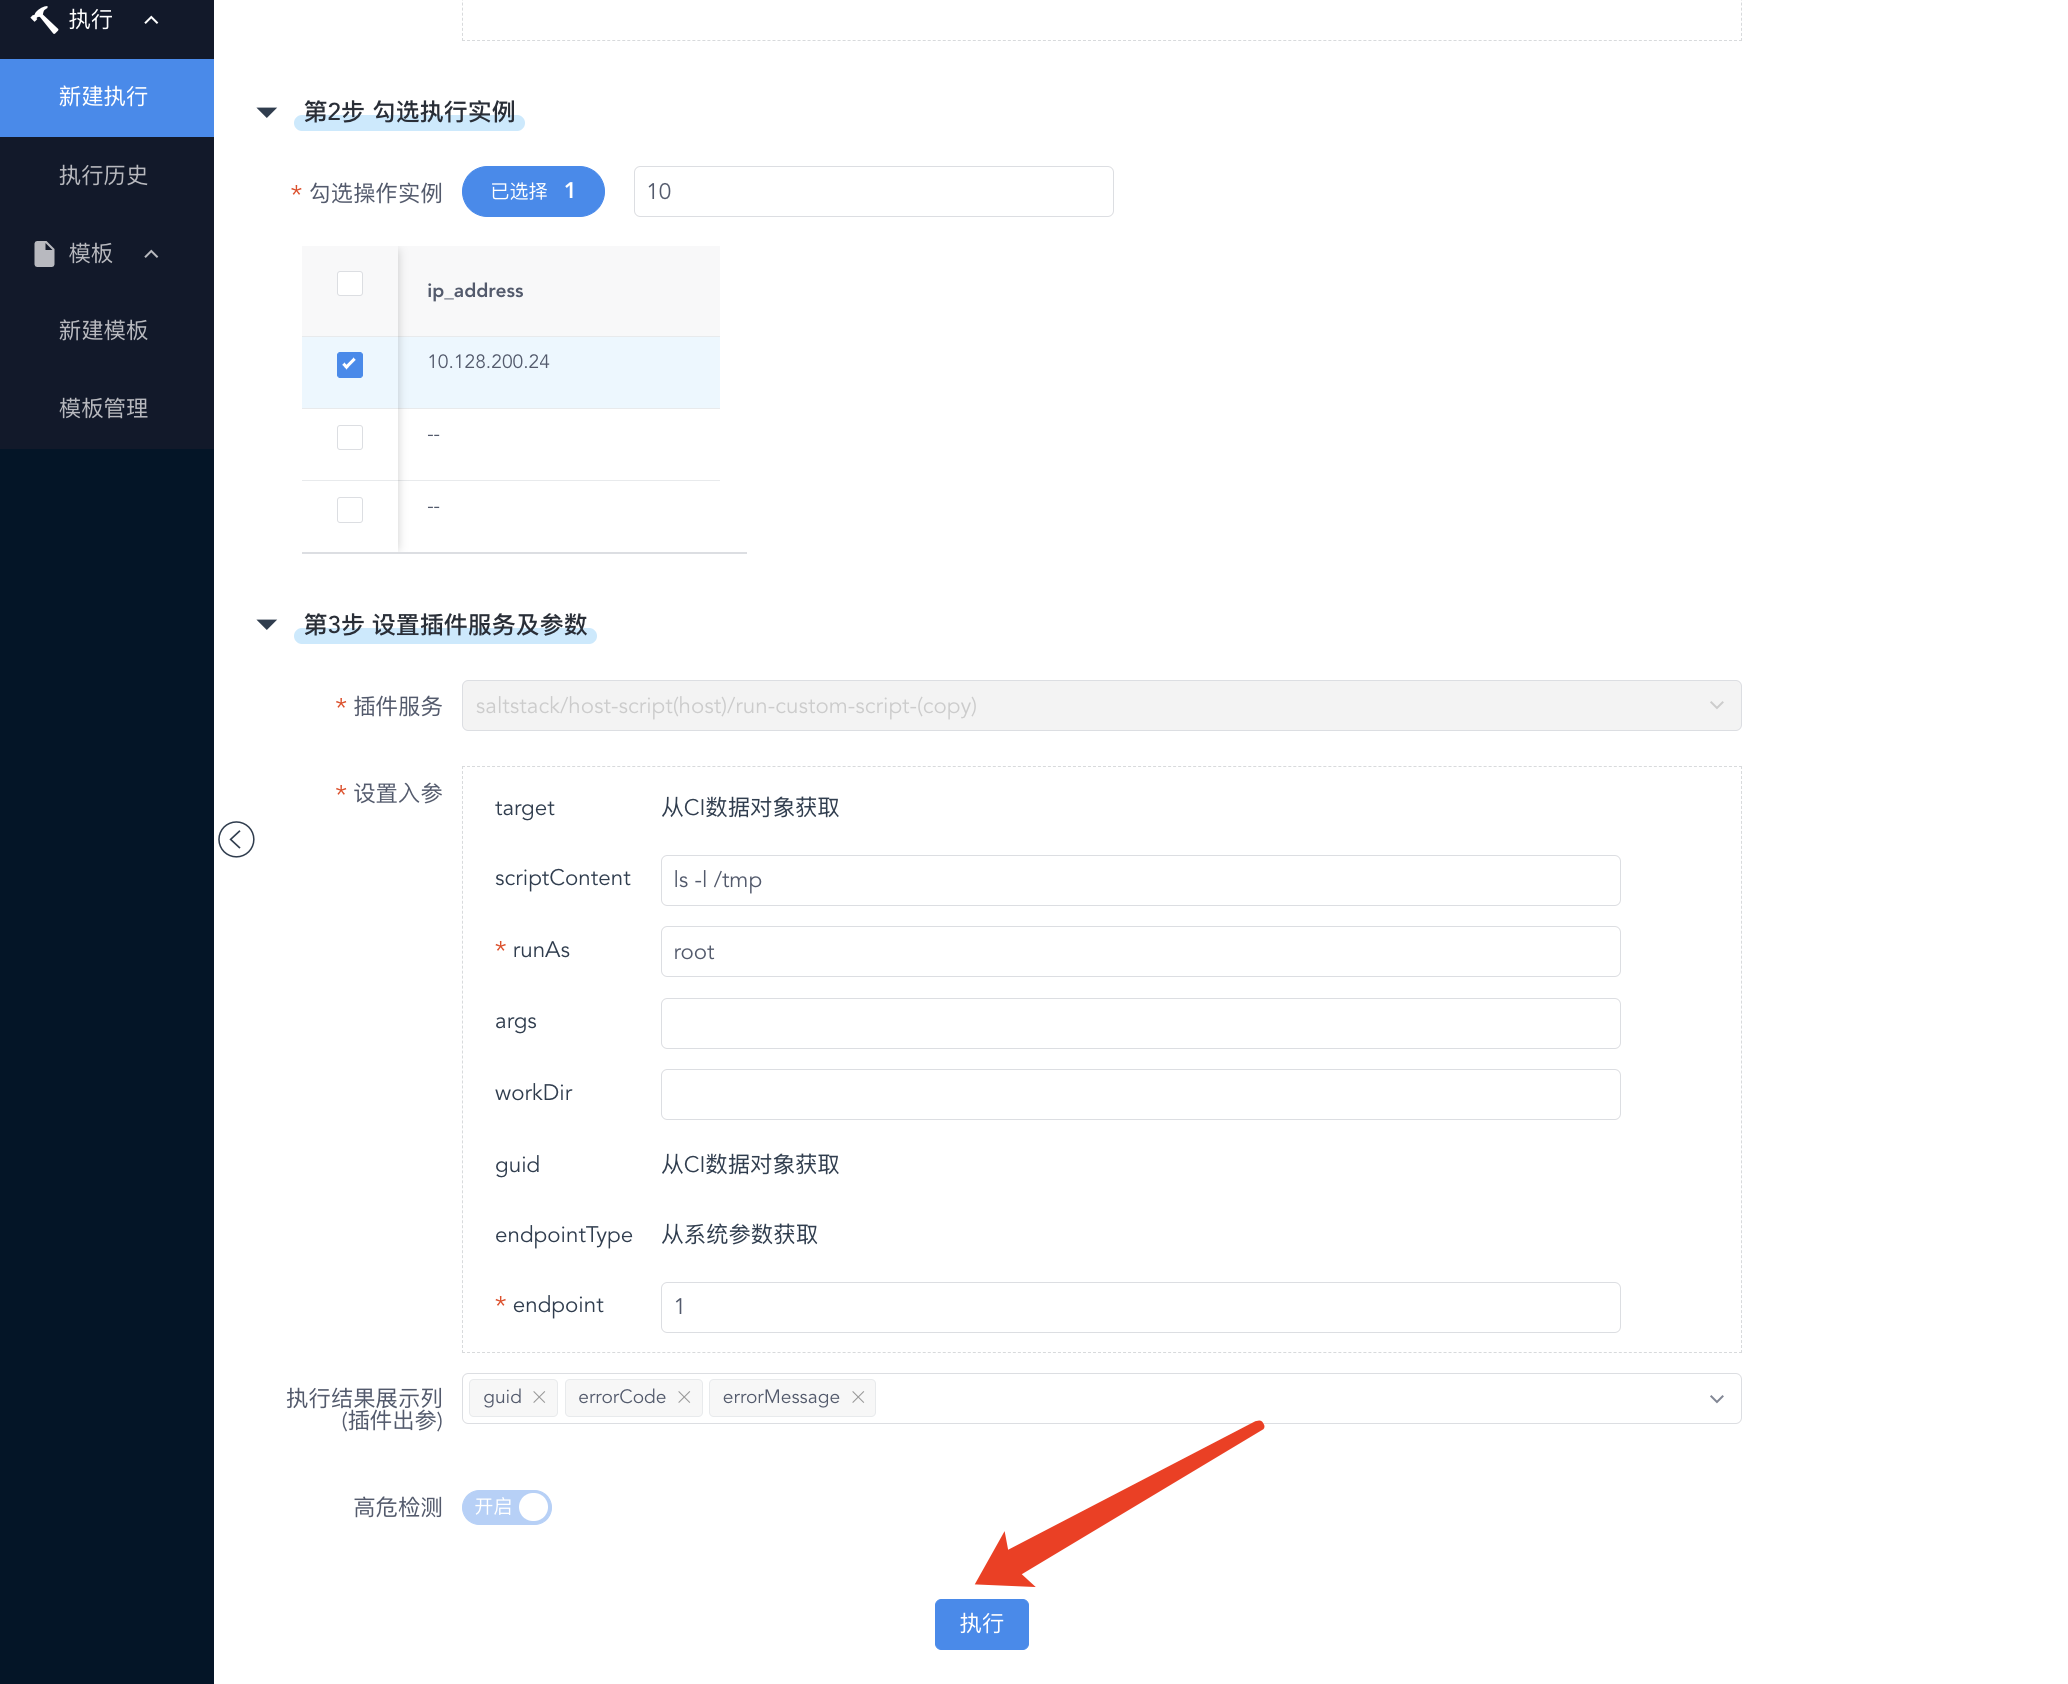 执行
新建执行
执行历史
模板
新建模板
模板管理
第2步 勾选执行实例
* 勾选操作实例 已选择 1 10
ip_address
10.128.200.24
--
--
第3步 设置插件服务及参数
* 插件服务 saltstack/host-script(host)/run-custom-script-(copy)
* 设置入参
target 从CI数据对象获取
scriptContent ls -l /tmp
* runAs root
args
workDir
guid 从CI数据对象获取
endpointType 从系统参数获取
* endpoint 1
执行结果展示列
(插件出参)
guid errorCode errorMessage
高危检测 开启
执行